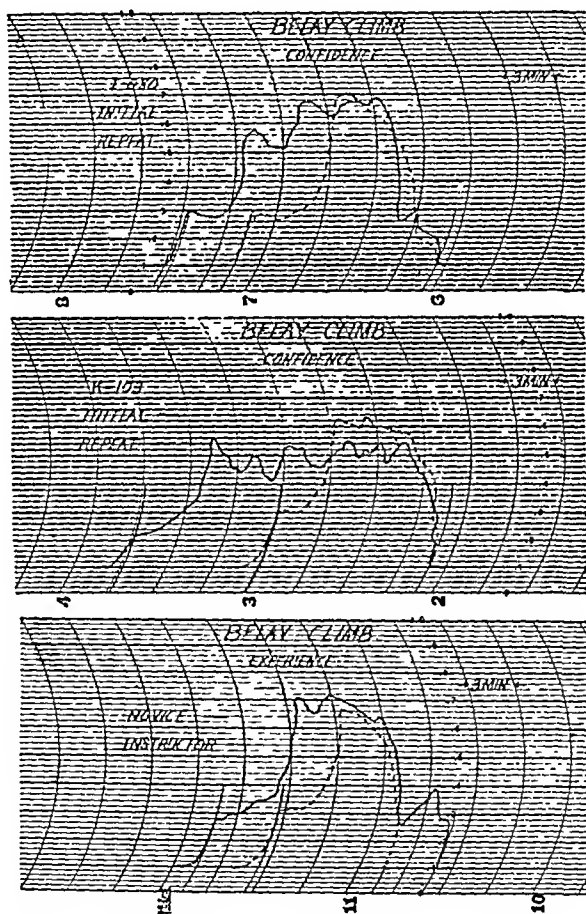 BELAY CLIMB
CONFIDENCE
INITIAL
REPEAT
3MIN
8
7
BELAY CLIMB
CONFIDENCE
K-109
INITIAL
REPEAT
3MIN
4
3
2
BELAY CLIMB
EXPERIENCE
NOVICE
INSTRUCTOR
3MIN
11
10